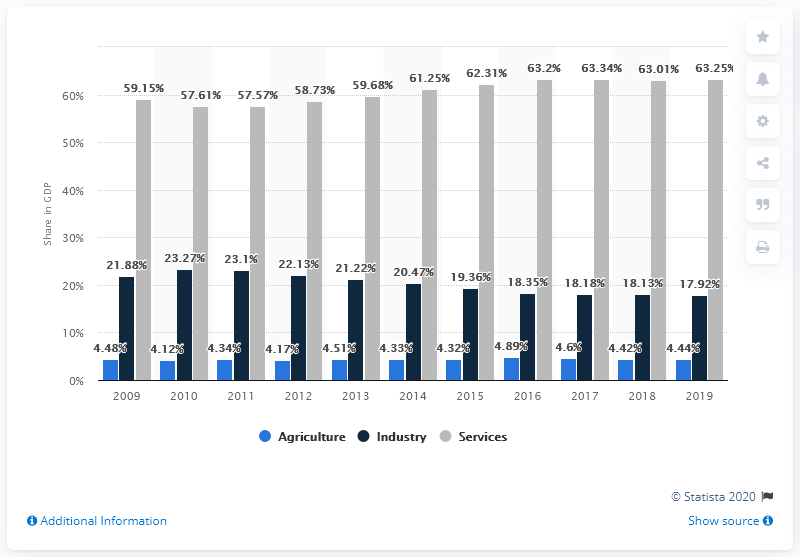 Share in GDP
60%
50%
40%
30%
20%
10%
0%
59.15% 57.61% 57.57% 58.73% 59.68% 61.25% 62.31% 63.2% 63.34% 63.01% 63.25%
21.88% 23.27% 23.1% 22.13% 21.22% 20.47% 19.36% 18.35% 18.18% 18.13% 17.92%
4.48% 4.12% 4.34% 4.17% 4.51% 4.33% 4.32% 4.89% 4.6% 4.42% 4.44%
2009 2010 2011 2012 2013 2014 2015 2016 2017 2018 2019
Agriculture Industry Services
© Statista 2020
Additional Information Show source